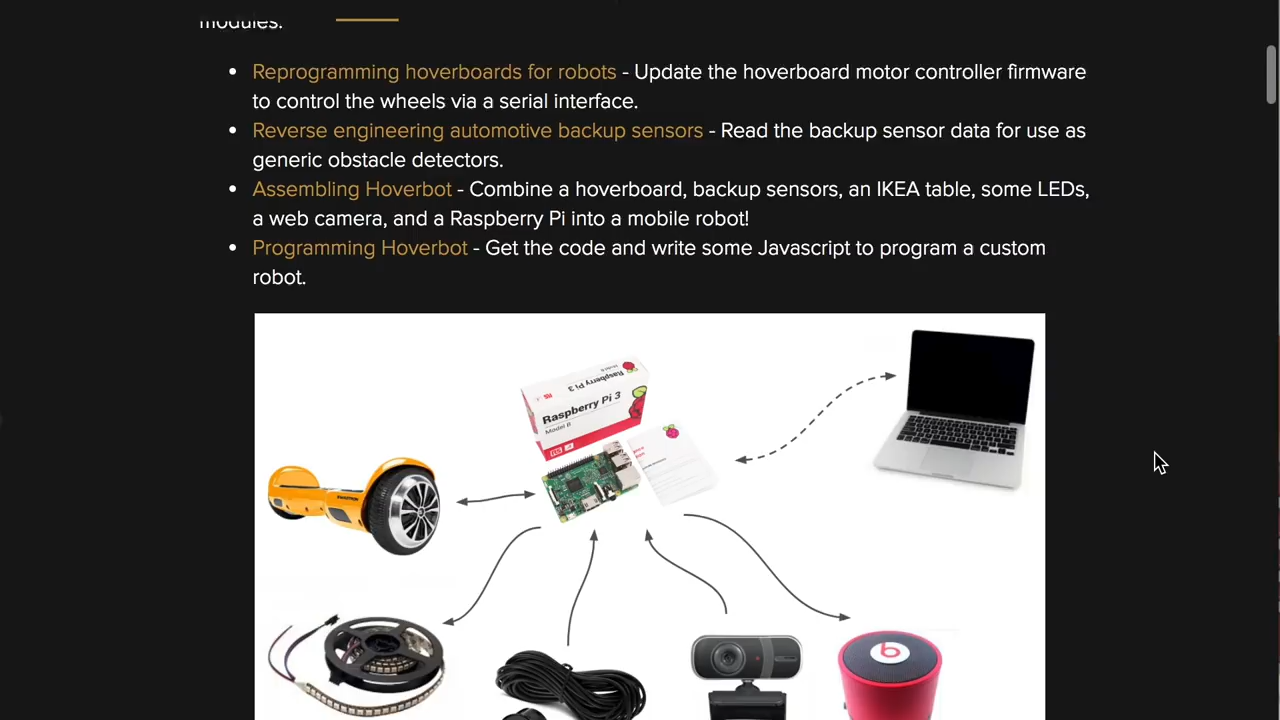 modules.
Reprogramming hoverboards for robots - Update the hoverboard motor controller firmware
to control the wheels via a serial interface.
Reverse engineering automotive backup sensors - Read the backup sensor data for use as
generic obstacle detectors.
Assembling Hoverbot - Combine a hoverboard, backup sensors, an IKEA table, some LEDs,
a web camera, and a Raspberry Pi into a mobile robot!
Programming Hoverbot - Get the code and write some Javascript to program a custom
robot.
Raspberry Pi 3
Raspberry Pi 3
Model B